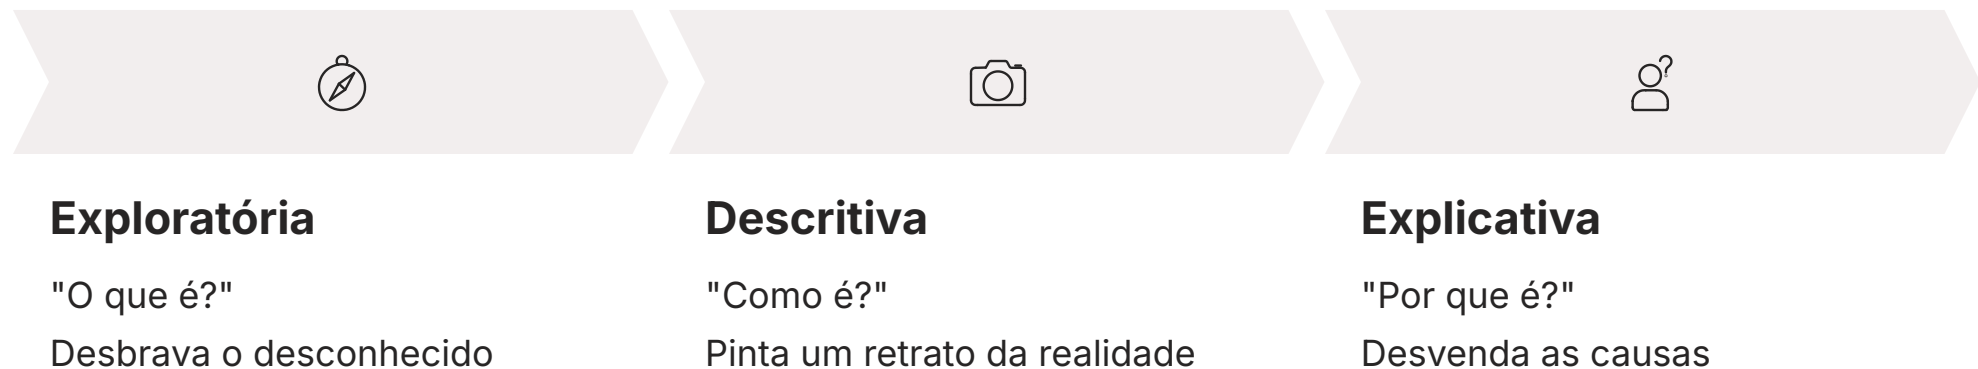 Exploratória
"O que é?"
Desbrava o desconhecido
Descritiva
"Como é?"
Pinta um retrato da realidade
Explicativa
"Por que é?"
Desvenda as causas